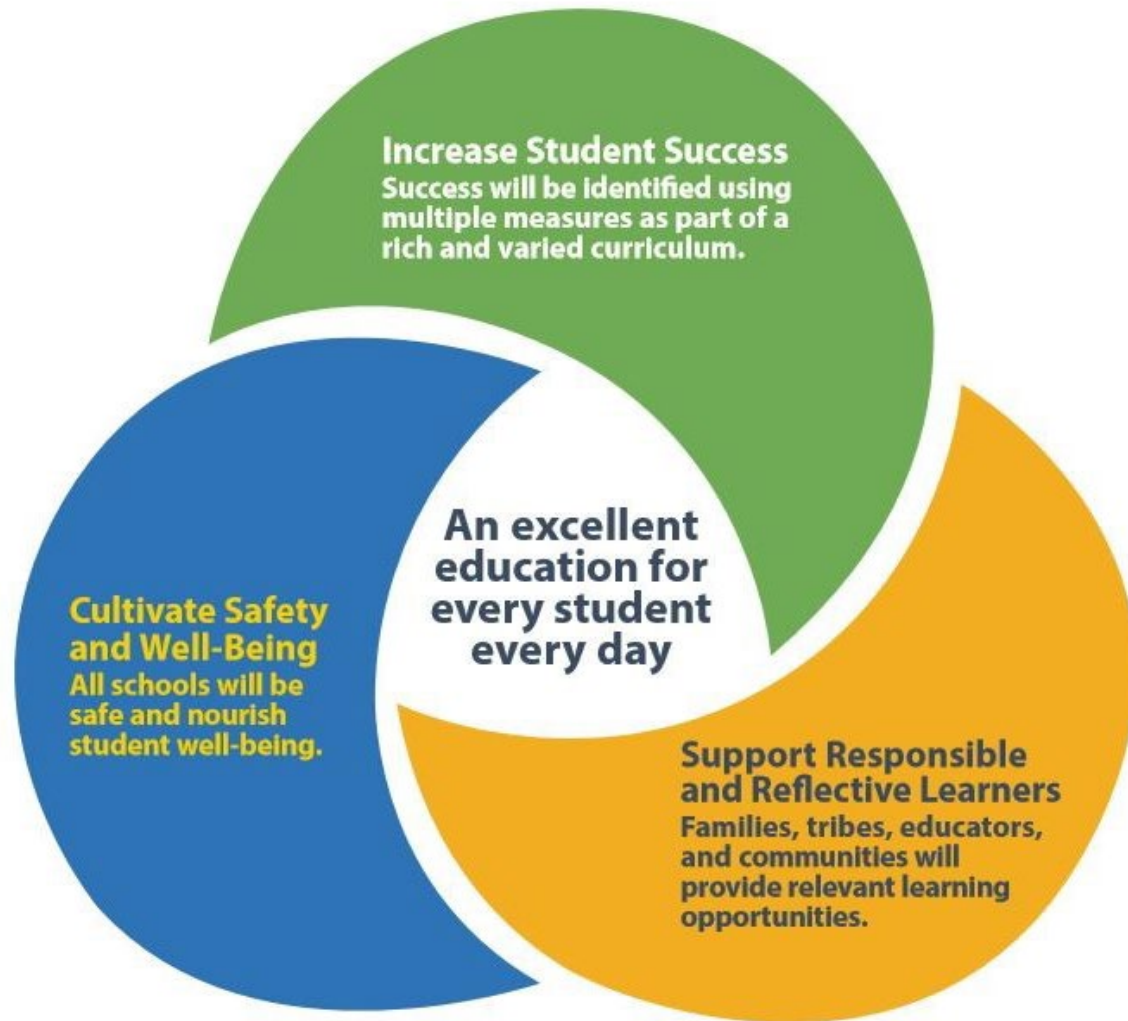 Increase Student Success
Success will be identified using
multiple measures as part of a
rich and varied curriculum.
An excellent
education for
every student
every day
Cultivate Safety
and Well-Being
All schools will be
safe and nourish
student well-being.
Support Responsible
and Reflective Learners
Families, tribes, educators,
and communities will
provide relevant learning
opportunities.